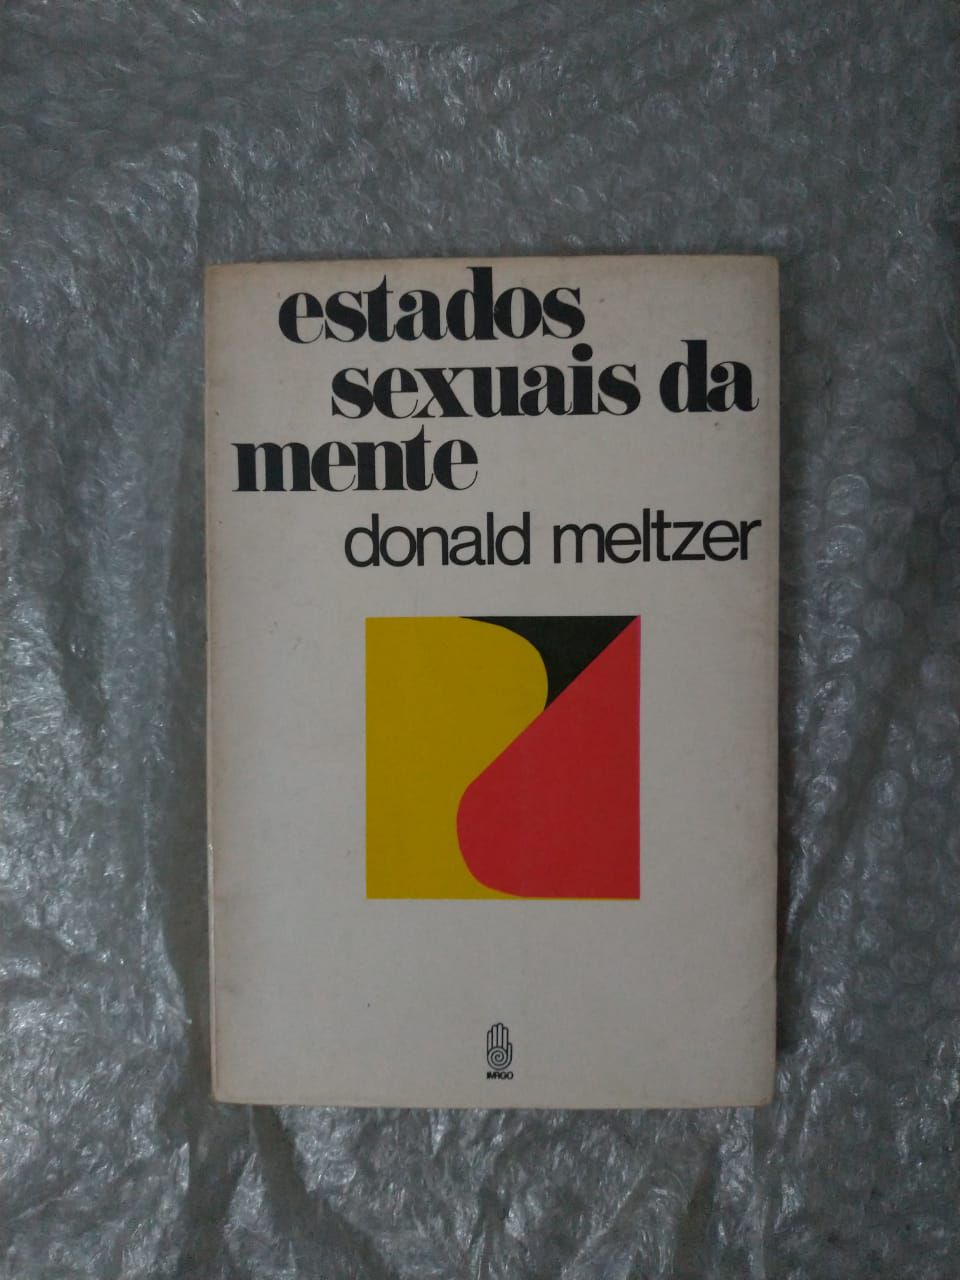 estados
sexuais da
mente
donald meltzer
IMAGO